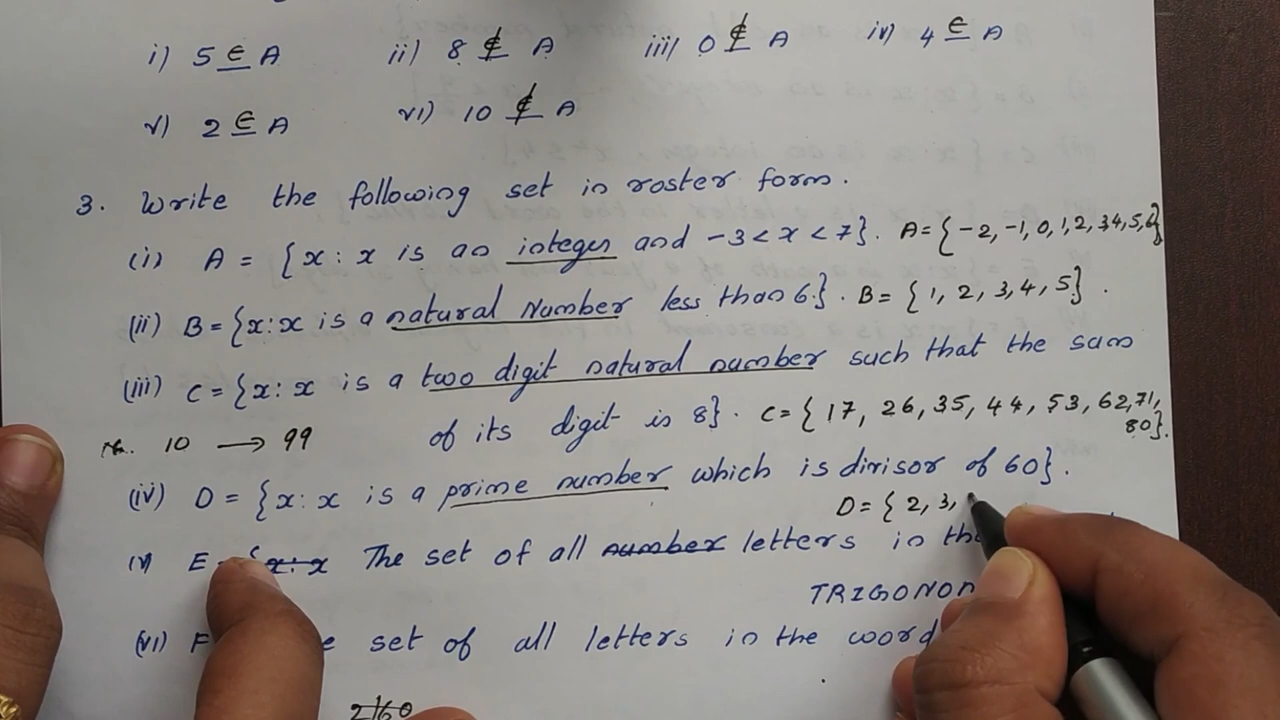 i) 5 ∈ A ii) 8 ∉ A iii) 0 ∉ A iv) 4 ∈ A
v) 2 ∈ A vi) 10 ∉ A
3. Write the following set in roster form.
(i) A = {x : x is an integer and -3 < x < 7}. A = {-2, -1, 0, 1, 2, 3 4, 5, 6}
(ii) B = {x : x is a natural Number less than 6}. B = {1, 2, 3, 4, 5}.
(iii) C = {x : x is a two digit natural number such that the sum
of its digit is 8}. C = {17, 26, 35, 44, 53, 62, 71,
80}.
10 → 99
(iv) D = {x : x is a prime number which is divisor of 60}.
D = {2, 3,
(v) E x : x The set of all number letters in the
TRIGONOM
(vi) F set of all letters in the word
2 60